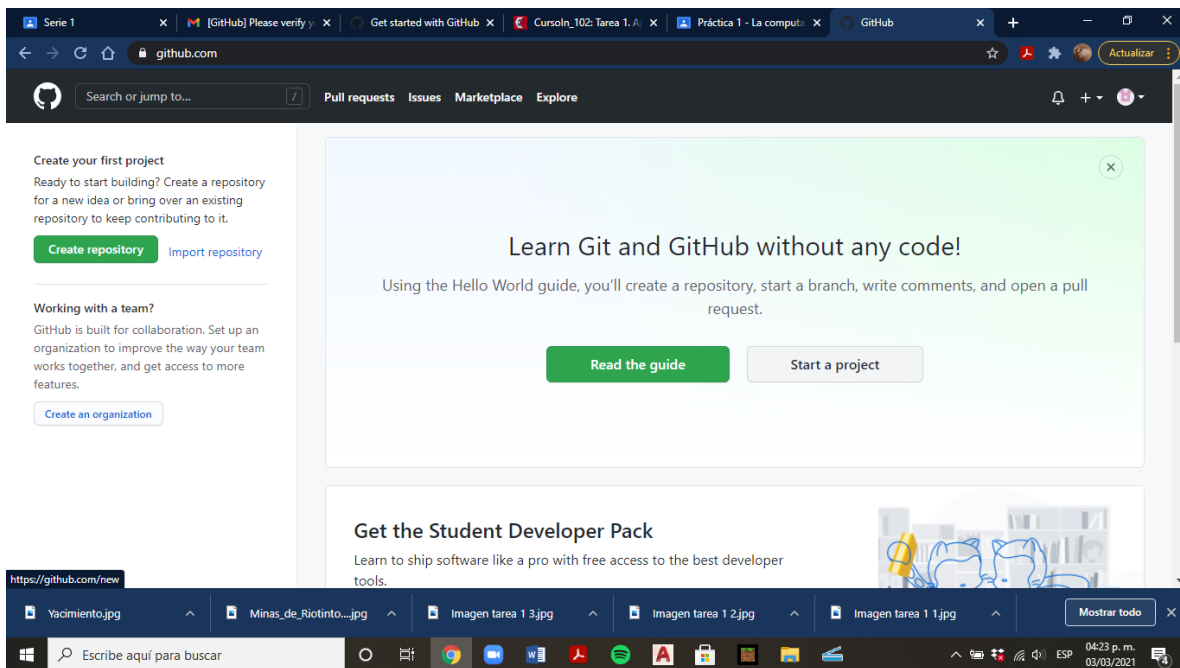 Serie 1
[GitHub] Please verify y
Get started with GitHub
CursoIn_102: Tarea 1. A
Práctica 1 - La computa
GitHub
github.com
Actualizar
Search or jump to...
/
Pull requests Issues Marketplace Explore
Create your first project
Ready to start building? Create a repository
for a new idea or bring over an existing
repository to keep contributing to it.
Create repository
Import repository
Working with a team?
GitHub is built for collaboration. Set up an
organization to improve the way your team
works together, and get access to more
features.
Create an organization
Learn Git and GitHub without any code!
Using the Hello World guide, you’ll create a repository, start a branch, write comments, and open a pull
request.
Read the guide
Start a project
Get the Student Developer Pack
Learn to ship software like a pro with free access to the best developer
tools.
https://github.com/new
Yacimiento.jpg
Minas_de_Riotinto....jpg
Imagen tarea 1 3.jpg
Imagen tarea 1 2.jpg
Imagen tarea 1 1.jpg
Mostrar todo
Escribe aquí para buscar
ESP
04:23 p. m.
03/03/2021
4